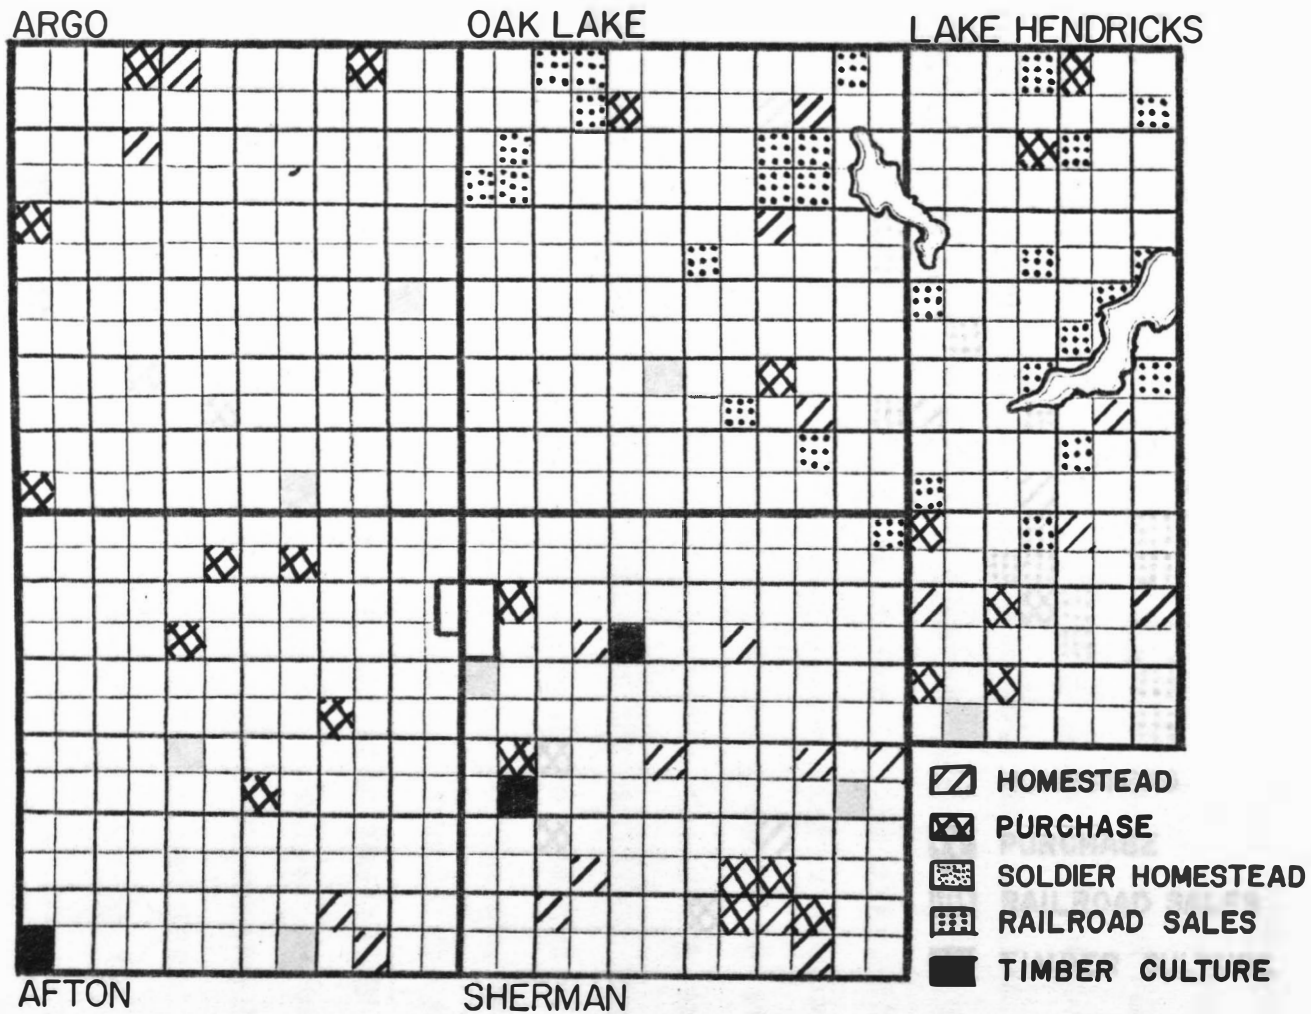 ARGO
OAK LAKE
LAKE HENDRICKS
HOMESTEAD
PURCHASE
SOLDIER HOMESTEAD
RAILROAD SALES
TIMBER CULTURE
AFTON
SHERMAN